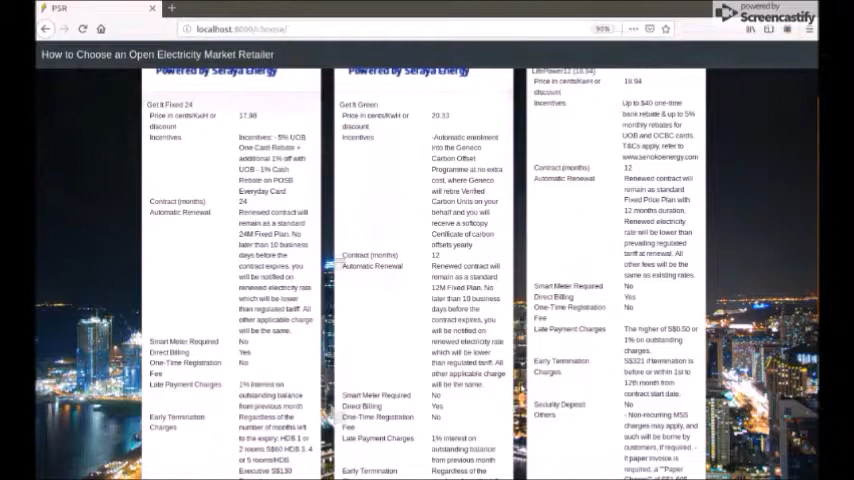 PSR
powered by
Screencastify
localhost:8099/choose/
90%
How to Choose an Open Electricity Market Retailer
Powered by Seraya Energy
Get It Fixed 24
Price in cents/KwH or
discount
17.98
Incentives
Incentives: - 5% UOB
One Card Rebate +
additional 1% off with
UOB - 1% Cash
Rebate on POSB
Everyday Card
Contract (months)
24
Automatic Renewal
Renewed contract will
remain as a standard
24M Fixed Plan. No
later than 10 business
days before the
contract expires, you
will be notified on
renewed electricity rate
which will be lower
than regulated tariff. All
other applicable charge
will be the same.
Smart Meter Required
No
Direct Billing
Yes
One-Time Registration
Fee
No
Late Payment Charges
1% interest on
outstanding balance
from previous month
Early Termination
Charges
Regardless of the
number of months left
to the expiry: HDB 1 or
2 rooms S$60 HDB 3, 4
or 5 rooms/HDB
Executive S$130
Powered by Seraya Energy
Get It Green
Price in cents/KwH or
discount
20.33
Incentives
-Automatic enrolment
into the Geneco
Carbon Offset
Programme at no extra
cost, where Geneco
will retire Verified
Carbon Units on your
behalf and you will
receive a softcopy
Certificate of carbon
offsets yearly
Contract (months)
12
Automatic Renewal
Renewed contract will
remain as a standard
12M Fixed Plan. No
later than 10 business
days before the
contract expires, you
will be notified on
renewed electricity rate
which will be lower
than regulated tariff. All
other applicable charge
will be the same.
Smart Meter Required
No
Direct Billing
Yes
One-Time Registration
Fee
No
Late Payment Charges
1% interest on
outstanding balance
from previous month
Early Termination
Regardless of the
LifePower12 (18.94)
Price in cents/KwH or
discount
18.94
Incentives
Up to $40 one-time
bank rebate & up to 5%
monthly rebates for
UOB and OCBC cards.
T&Cs apply, refer to
www.senokoenergy.com
Contract (months)
12
Automatic Renewal
Renewed contract will
remain as standard
Fixed Price Plan with
12 months duration.
Renewed electricity
rate will be lower than
prevailing regulated
tariff at renewal. All
other fees will be the
same as existing rates.
Smart Meter Required
No
Direct Billing
Yes
One-Time Registration
Fee
No
Late Payment Charges
The higher of S$0.50 or
1% on outstanding
charges.
Early Termination
Charges
S$321 if termination is
before or within 1st to
12th month from
contract start date.
Security Deposit
No
Others
- Non-recurring MSS
charges may apply, and
such will be borne by
customers, if required. -
If paper invoice is
required, a ""Paper